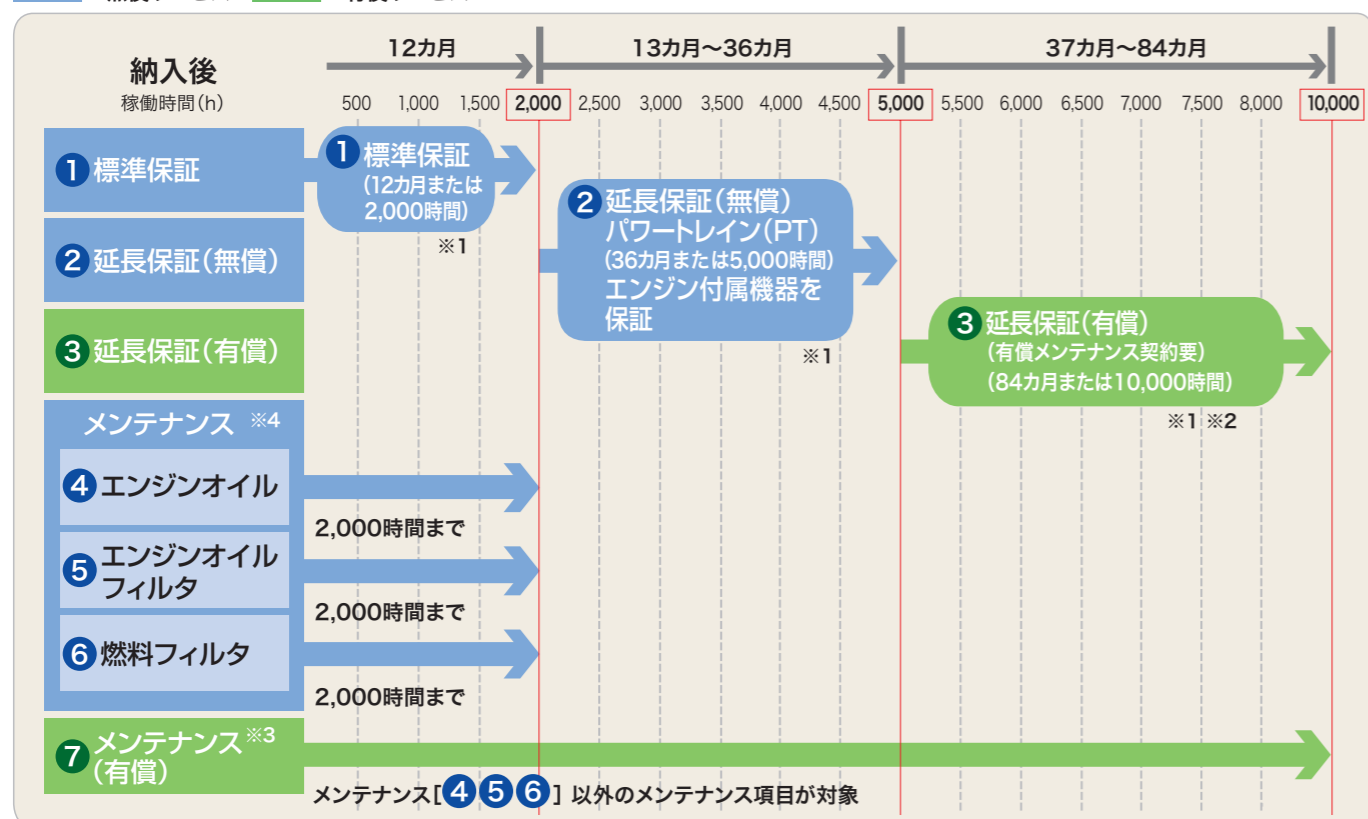 12カ月 13カ月～36カ月 37カ月～84カ月
納入後
稼働時間(h)
500 1,000 1,500 2,000 2,500 3,000 3,500 4,000 4,500 5,000 5,500 6,000 6,500 7,000 7,500 8,000 10,000
1 標準保証
1 標準保証
(12カ月または
2,000時間)
※1
2 延長保証(無償)
2 延長保証(無償)
パワートレイン(PT)
(36カ月または5,000時間)
エンジン付属機器を
保証
※1
3 延長保証(有償)
3 延長保証(有償)
(有償メンテナンス契約要)
(84カ月または10,000時間)
※1 ※2
メンテナンス ※4
4 エンジンオイル
2,000時間まで
5 エンジンオイル
フィルタ
2,000時間まで
6 燃料フィルタ
2,000時間まで
7 メンテナンス※3
(有償)
メンテナンス[4 5 6] 以外のメンテナンス項目が対象